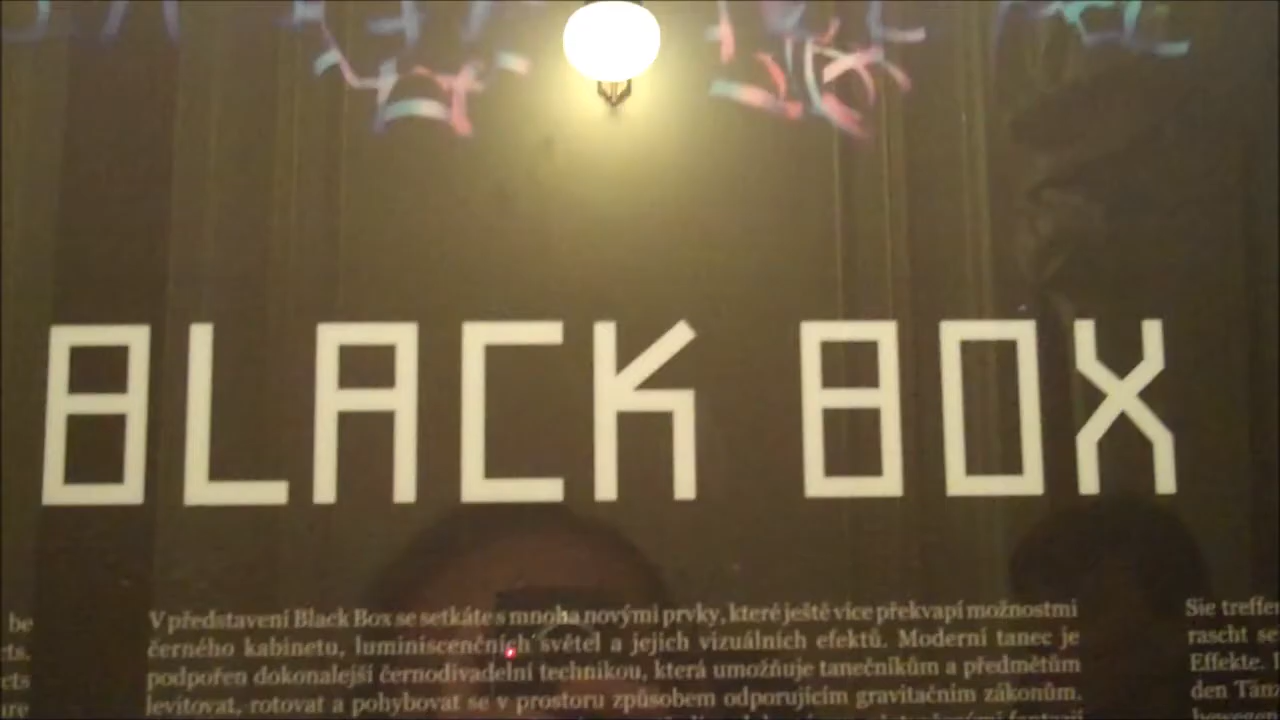 BLACK BOX
be
V představení Black Box se setkáte s mnoha novými prvky, které ještě více překvapí možnostmi
černého kabinetu, luminiscenčních světel a jejich vizuálních efektů. Moderní tanec je
podpořen dokonalejší černodivadelní technikou, která umožňuje tanečníkům a předmětům
levitovat, rotovat a pohybovat se v prostoru způsobem odporujícím gravitačním zákonům.
Sie treffen
rascht se
Effekte. I
den Tänz